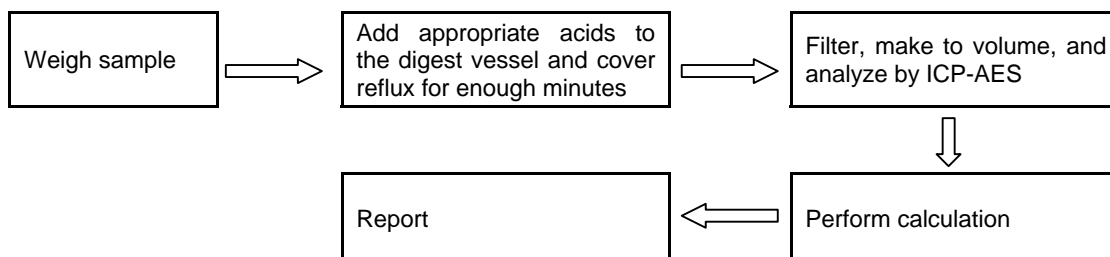 Weigh sample
Add appropriate acids to
the digest vessel and cover
reflux for enough minutes
Filter, make to volume, and
analyze by ICP-AES
Report
Perform calculation